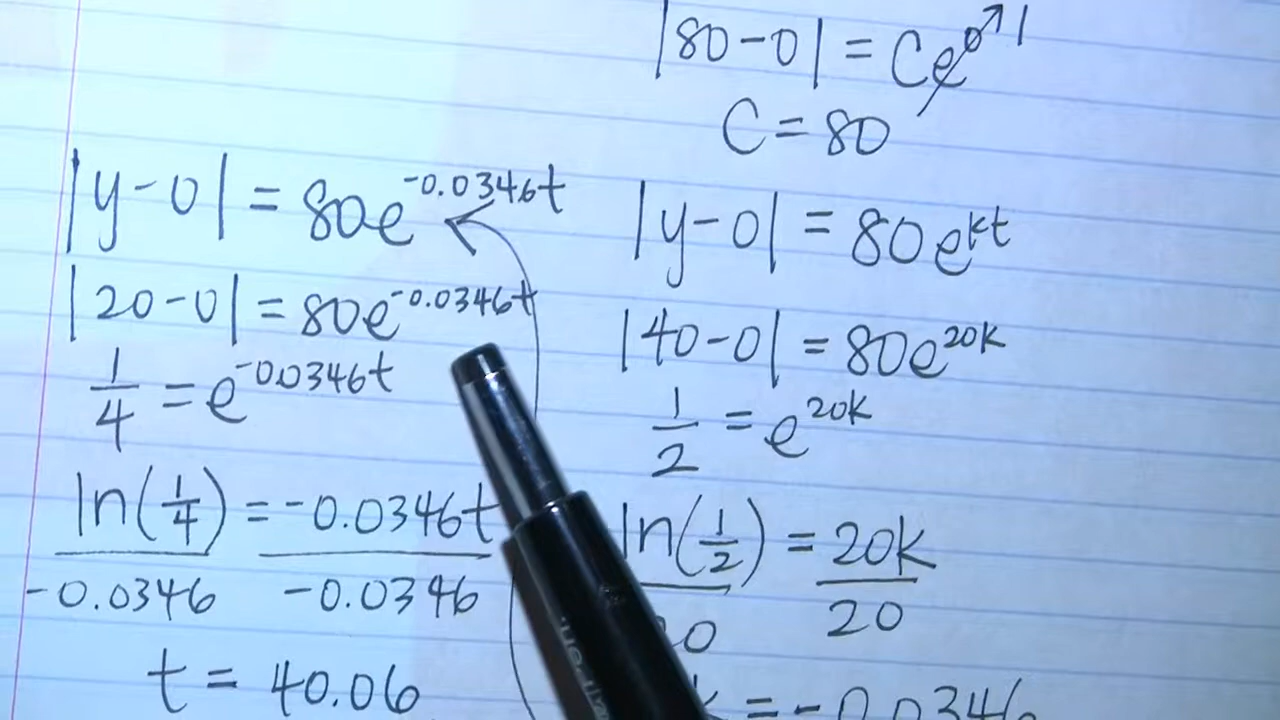 |80-0| = Ce⁰ 1
C = 80
|y-0| = 80e^kt
|40-0| = 80e^20k
1/2 = e^20k
ln(1/2) = 20k
20
= -0.0346
|y-0| = 80e^-0.0346t
|20-0| = 80e^-0.0346t
1/4 = e^-0.0346t
ln(1/4) = -0.0346t
-0.0346 -0.0346
t = 40.06